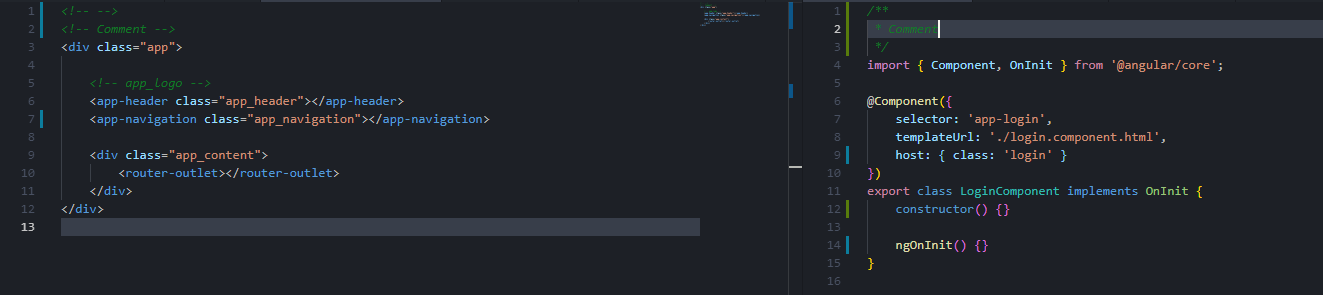 1 <!-- -->
2 <!-- Comment -->
3 <div class="app">
4
5 <!-- app_logo -->
6 <app-header class="app_header"></app-header>
7 <app-navigation class="app_navigation"></app-navigation>
8
9 <div class="app_content">
10 <router-outlet></router-outlet>
11 </div>
12 </div>
13
1 /**
2 * Comment
3 */
4 import { Component, OnInit } from '@angular/core';
5
6 @Component({
7 selector: 'app-login',
8 templateUrl: './login.component.html',
9 host: { class: 'login' }
10 })
11 export class LoginComponent implements OnInit {
12 constructor() {}
13
14 ngOnInit() {}
15 }
16